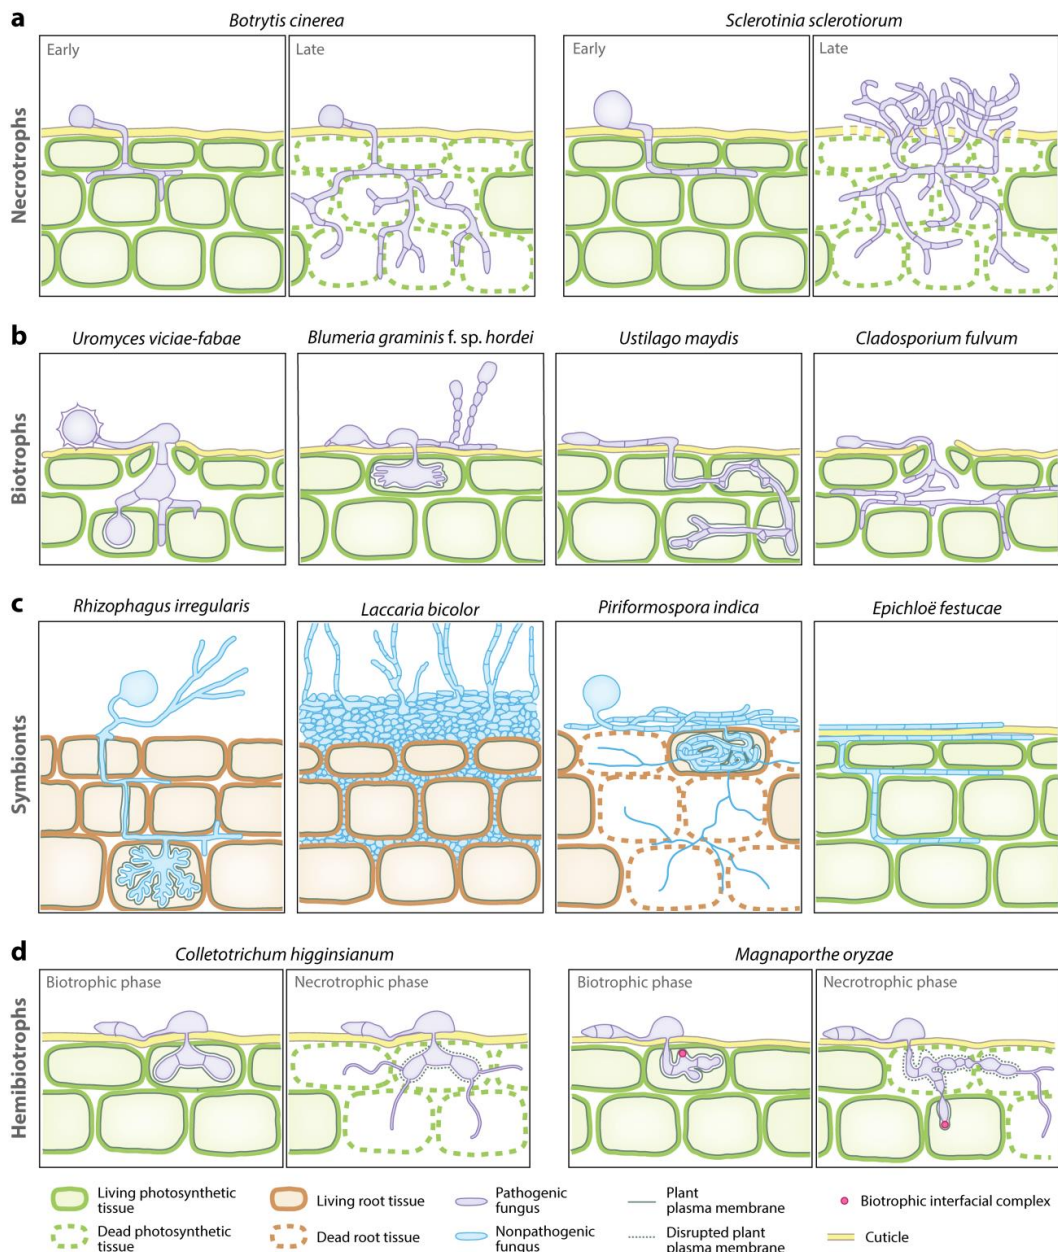 a
Botrytis cinerea
Sclerotinia sclerotiorum
Necrotrophs
Early
Late
Early
Late
b
Uromyces viciae-fabae
Blumeria graminis f. sp. hordei
Ustilago maydis
Cladosporium fulvum
Biotrophs
c
Rhizophagus irregularis
Laccaria bicolor
Piriformospora indica
Epichloë festucae
Symbionts
d
Colletotrichum higginsianum
Magnaporthe oryzae
Hemibiotrophs
Biotrophic phase
Necrotrophic phase
Biotrophic phase
Necrotrophic phase
Living photosynthetic
tissue
Living root tissue
Pathogenic
fungus
Plant
plasma membrane
Biotrophic interfacial complex
Dead photosynthetic
tissue
Dead root tissue
Nonpathogenic
fungus
Disrupted plant
plasma membrane
Cuticle